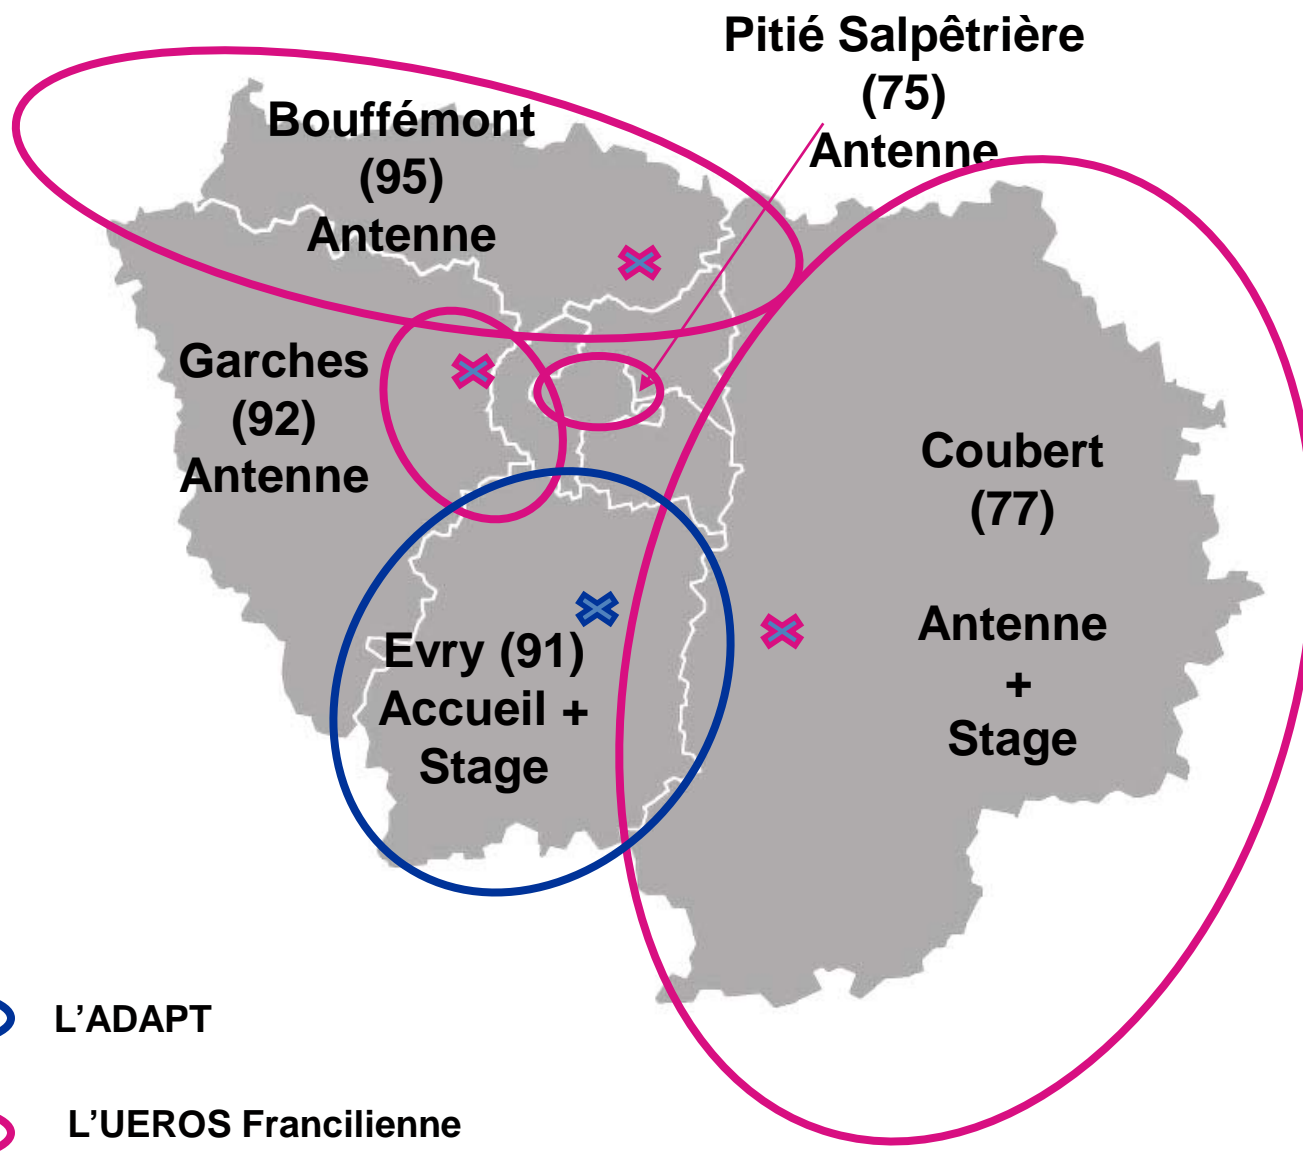 Pitié Salpêtrière
(75)
Antenne
Bouffémont
(95)
Antenne
Garches
(92)
Antenne
Coubert
(77)
Antenne
+
Stage
Evry (91)
Accueil +
Stage
L’ADAPT
L’UEROS Francilienne